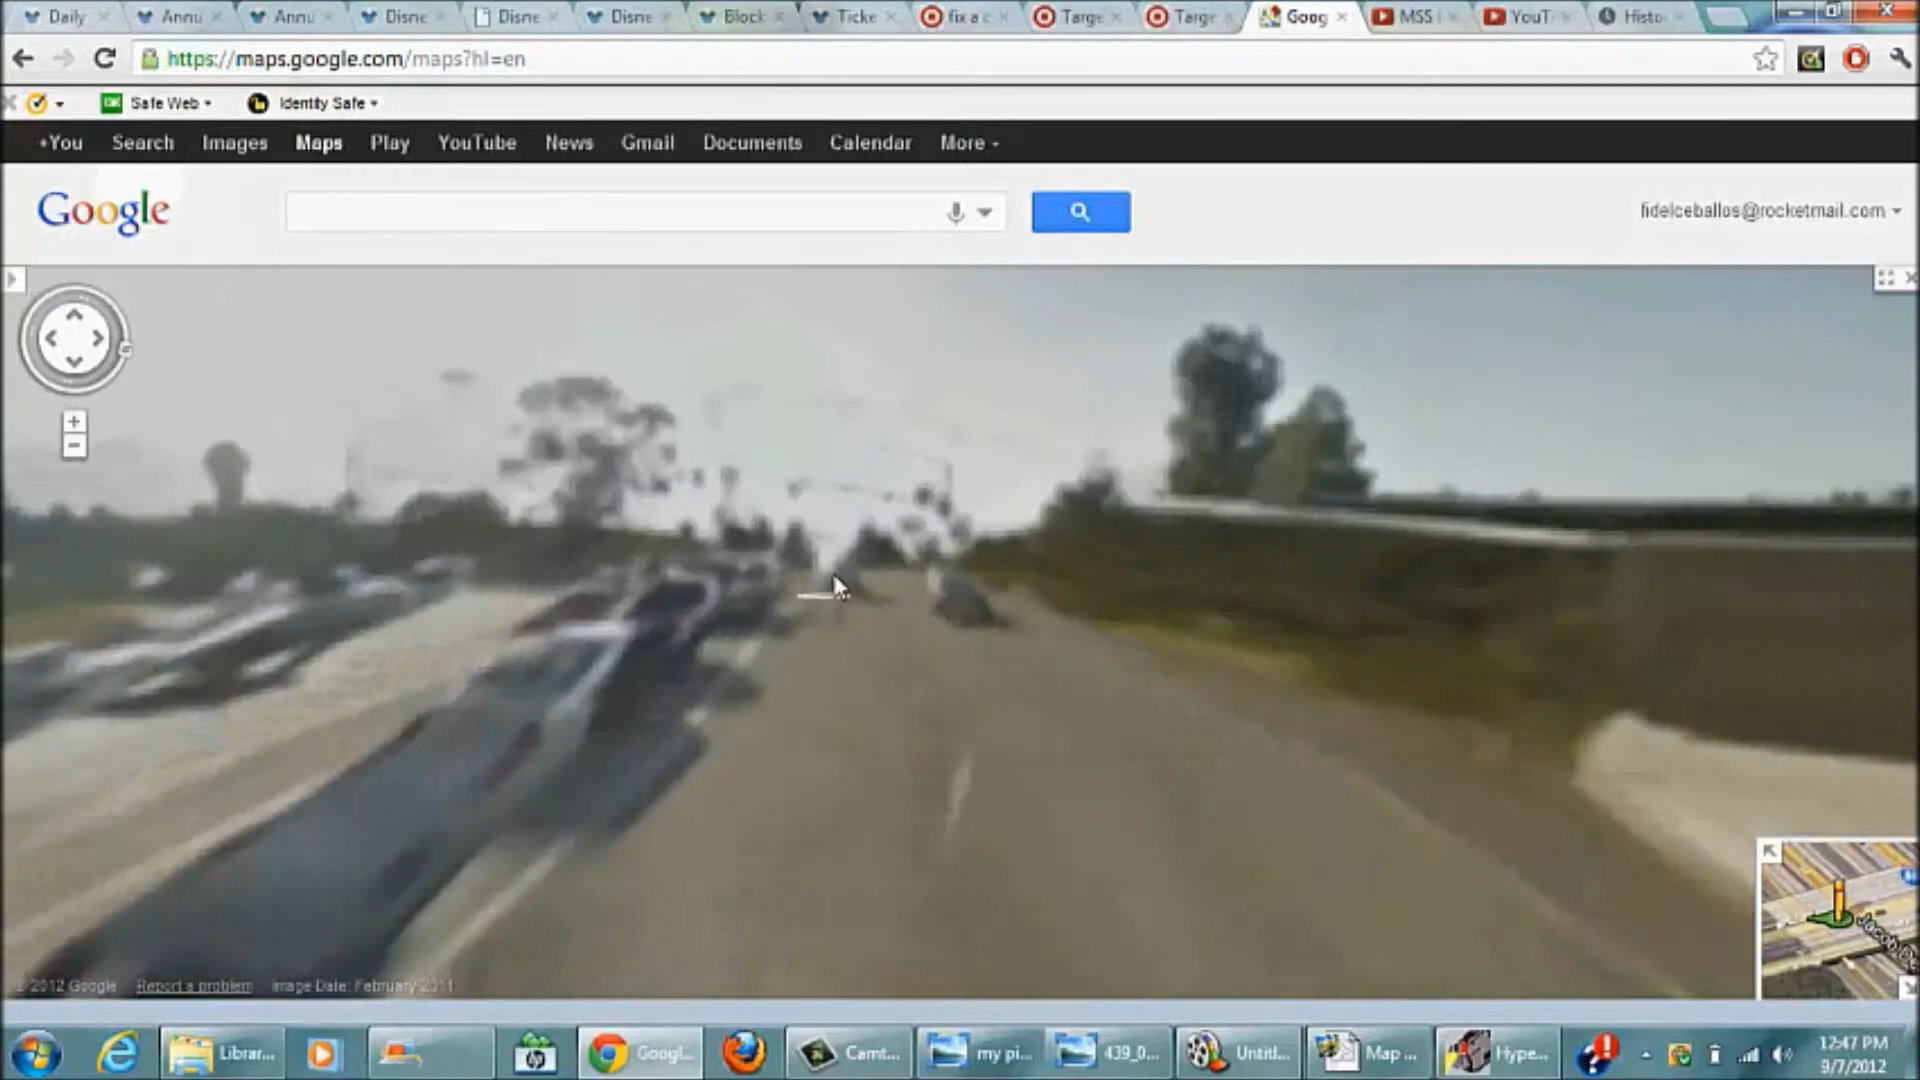 Daily
Annu
Annu
Disne
Disne
Disne
Block
Ticke
fix a c
Targe
Targe
Goog
MSS
YouT
Histo
https://maps.google.com/maps?hl=en
Safe Web
Identity Safe
+You Search Images Maps Play YouTube News Gmail Documents Calendar More
Google
fidelceballos@rocketmail.com
© 2012 Google Report a problem Image Date: February 2011
Librar...
Googl...
Camt...
my pi...
439_0...
Untitl...
Map ...
Hype...
12:47 PM
9/7/2012